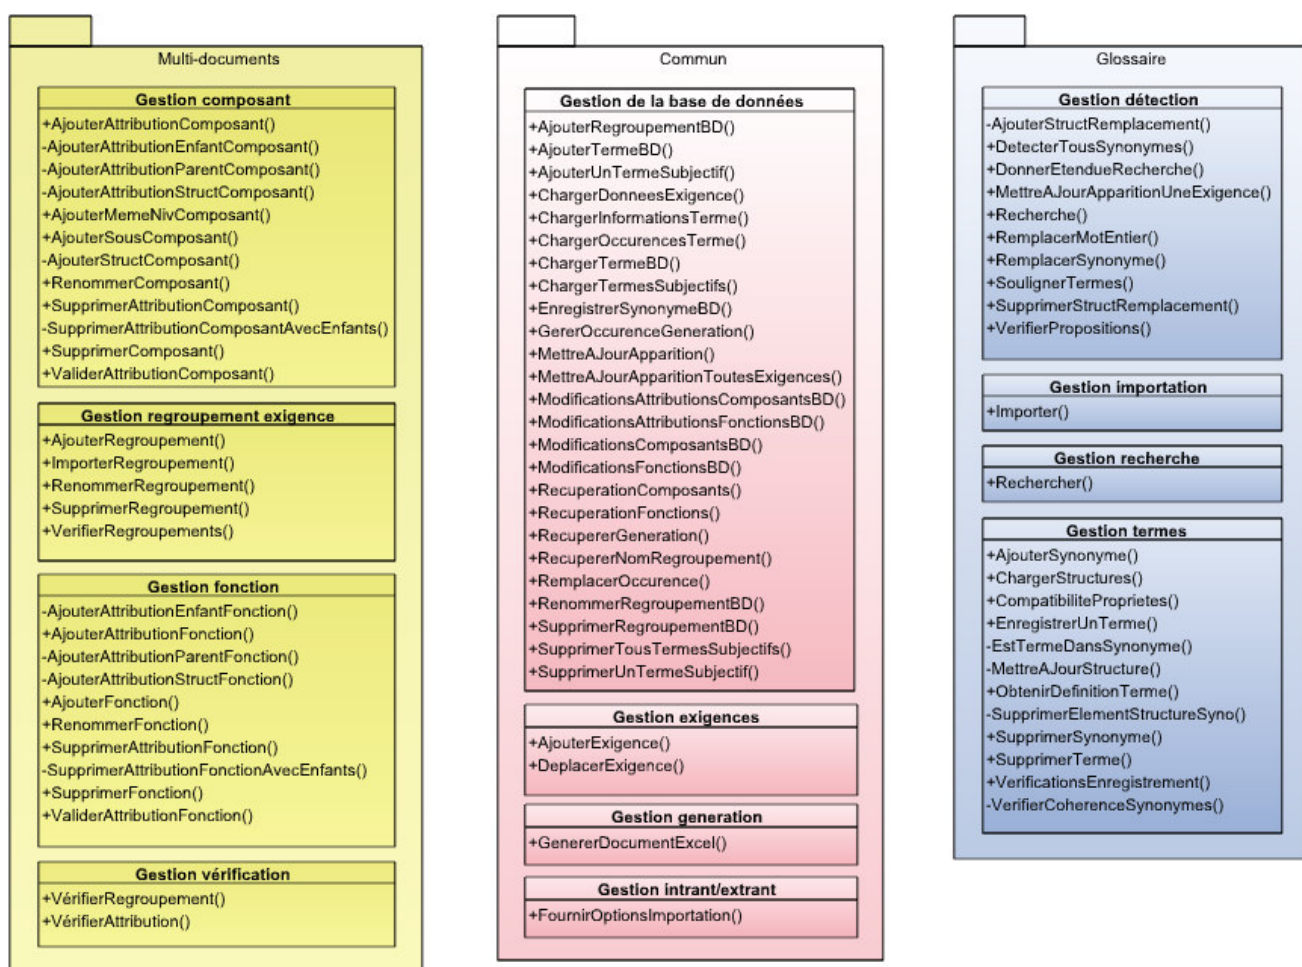 Multi-documents
Gestion composant
+AjouterAttributionComposant()
-AjouterAttributionEnfantComposant()
-AjouterAttributionParentComposant()
-AjouterAttributionStructComposant()
+AjouterMemeNivComposant()
+AjouterSousComposant()
-AjouterStructComposant()
+RenommerComposant()
+SupprimerAttributionComposant()
-SupprimerAttributionComposantAvecEnfants()
+SupprimerComposant()
+ValiderAttributionComposant()
Gestion regroupement exigence
+AjouterRegroupement()
+ImporterRegroupement()
+RenommerRegroupement()
+SupprimerRegroupement()
+VerifierRegroupements()
Gestion fonction
-AjouterAttributionEnfantFonction()
+AjouterAttributionFonction()
-AjouterAttributionParentFonction()
-AjouterAttributionStructFonction()
+AjouterFonction()
+RenommerFonction()
+SupprimerAttributionFonction()
-SupprimerAttributionFonctionAvecEnfants()
+SupprimerFonction()
+ValiderAttributionFonction()
Gestion vérification
+VérifierRegroupement()
+VérifierAttribution()
Commun
Gestion de la base de données
+AjouterRegroupementBD()
+AjouterTermeBD()
+AjouterUnTermeSubjectif()
+ChargerDonneesExigence()
+ChargerInformationsTerme()
+ChargerOccurencesTerme()
+ChargerTermeBD()
+ChargerTermesSubjectifs()
+EnregistrerSynonymeBD()
+GererOccurenceGeneration()
+MettreAJourApparition()
+MettreAJourApparitionToutesExigences()
+ModificationsAttributionsComposantsBD()
+ModificationsAttributionsFonctionsBD()
+ModificationsComposantsBD()
+ModificationsFonctionsBD()
+RecuperationComposants()
+RecuperationFonctions()
+RecupererGeneration()
+RecupererNomRegroupement()
+RemplacerOccurence()
+RenommerRegroupementBD()
+SupprimerRegroupementBD()
+SupprimerTousTermesSubjectifs()
+SupprimerUnTermeSubjectif()
Gestion exigences
+AjouterExigence()
+DeplacerExigence()
Gestion generation
+GenererDocumentExcel()
Gestion intrant/extrant
+FournirOptionsImportation()
Glossaire
Gestion détection
-AjouterStructRemplacement()
+DetecterTousSynonymes()
+DonnerEtendueRecherche()
+MettreAJourApparitionUneExigence()
+Recherche()
+RemplacerMotEntier()
+RemplacerSynonyme()
+SoulignerTermes()
+SupprimerStructRemplacement()
+VerifierPropositions()
Gestion importation
+Importer()
Gestion recherche
+Rechercher()
Gestion termes
+AjouterSynonyme()
+ChargerStructures()
+CompatibiliteProprietes()
+EnregistrerUnTerme()
-EstTermeDansSynonyme()
-MettreAJourStructure()
+ObtenirDefinitionTerme()
-SupprimerElementStructureSyno()
+SupprimerSynonyme()
+SupprimerTerme()
+VerificationsEnregistrement()
-VerifierCoherenceSynonymes()